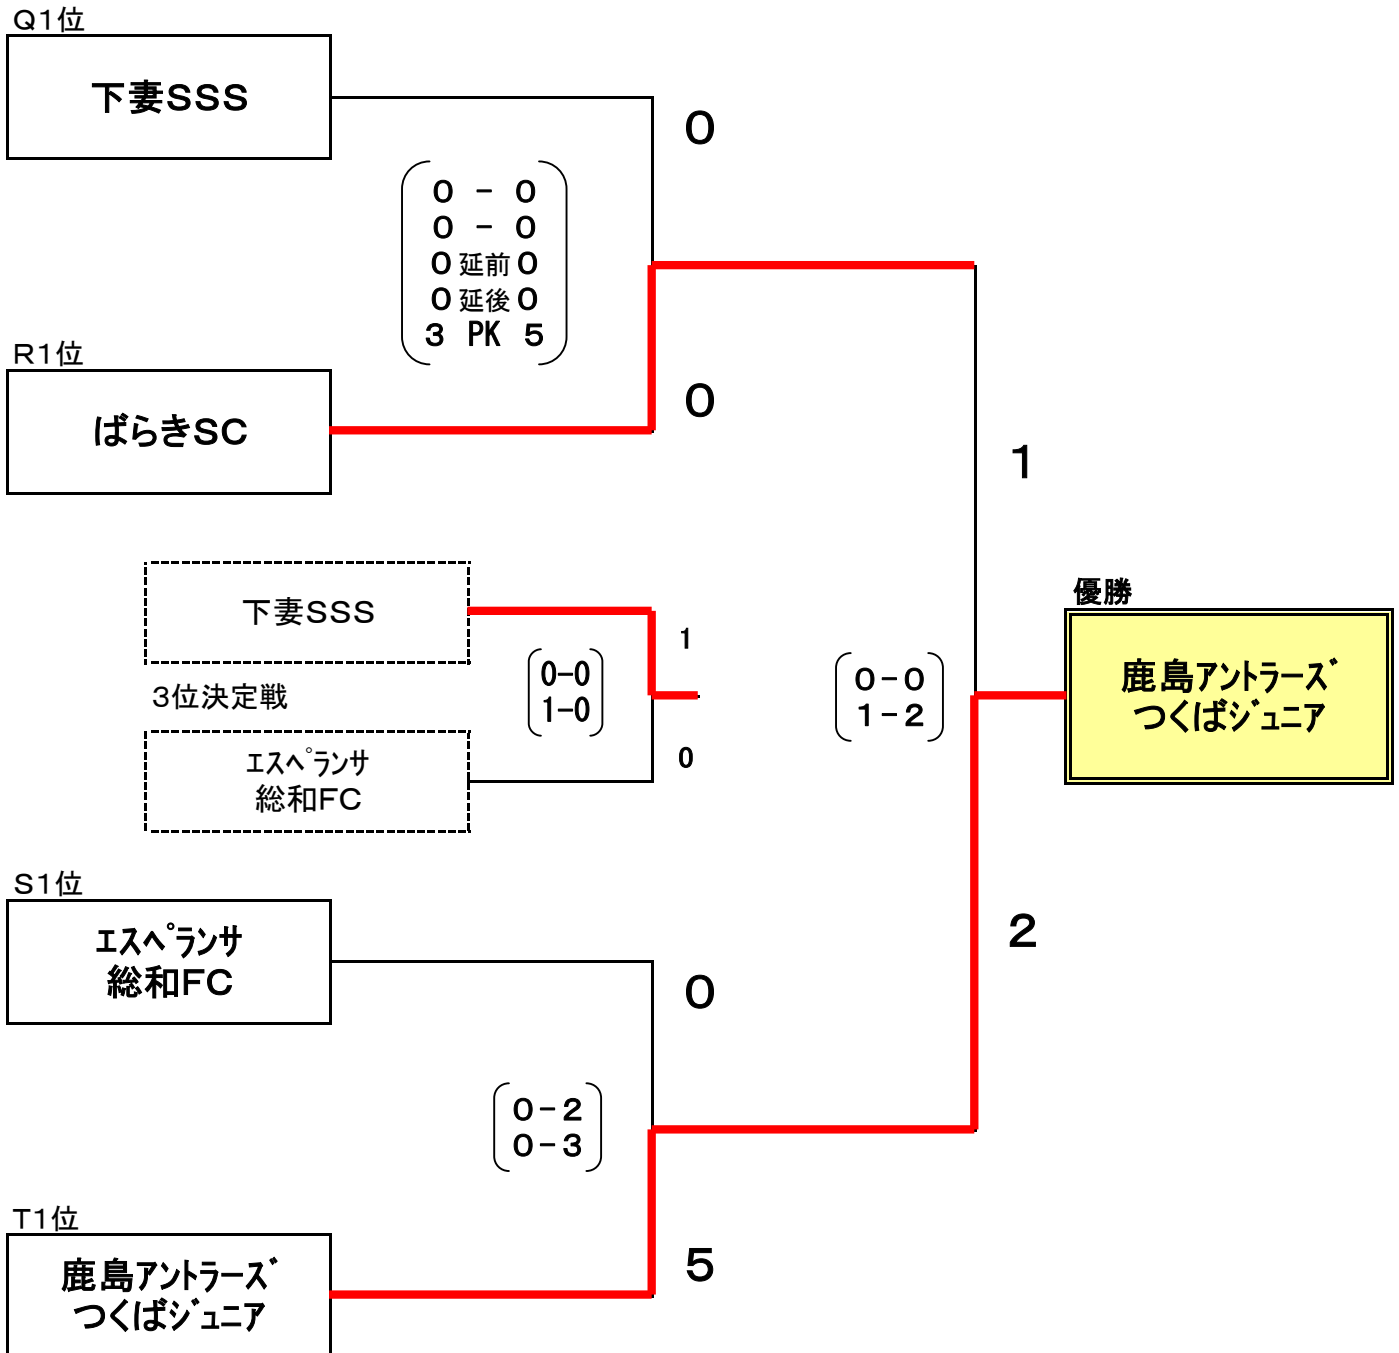 Q1位
下妻SSS
0
0 - 0
0 - 0
0 延前 0
0 延後 0
3 PK 5
R1位
ばらきSC
0
1
下妻SSS
1
3位決定戦
0-0
1-0
ｴｽﾍﾟﾗﾝｻ
総和FC
0
0-0
1-2
優勝
鹿島ｱﾝﾄﾗｰｽﾞ
つくばｼﾞｭﾆｱ
S1位
ｴｽﾍﾟﾗﾝｻ
総和FC
0
2
0-2
0-3
T1位
鹿島ｱﾝﾄﾗｰｽﾞ
つくばｼﾞｭﾆｱ
5